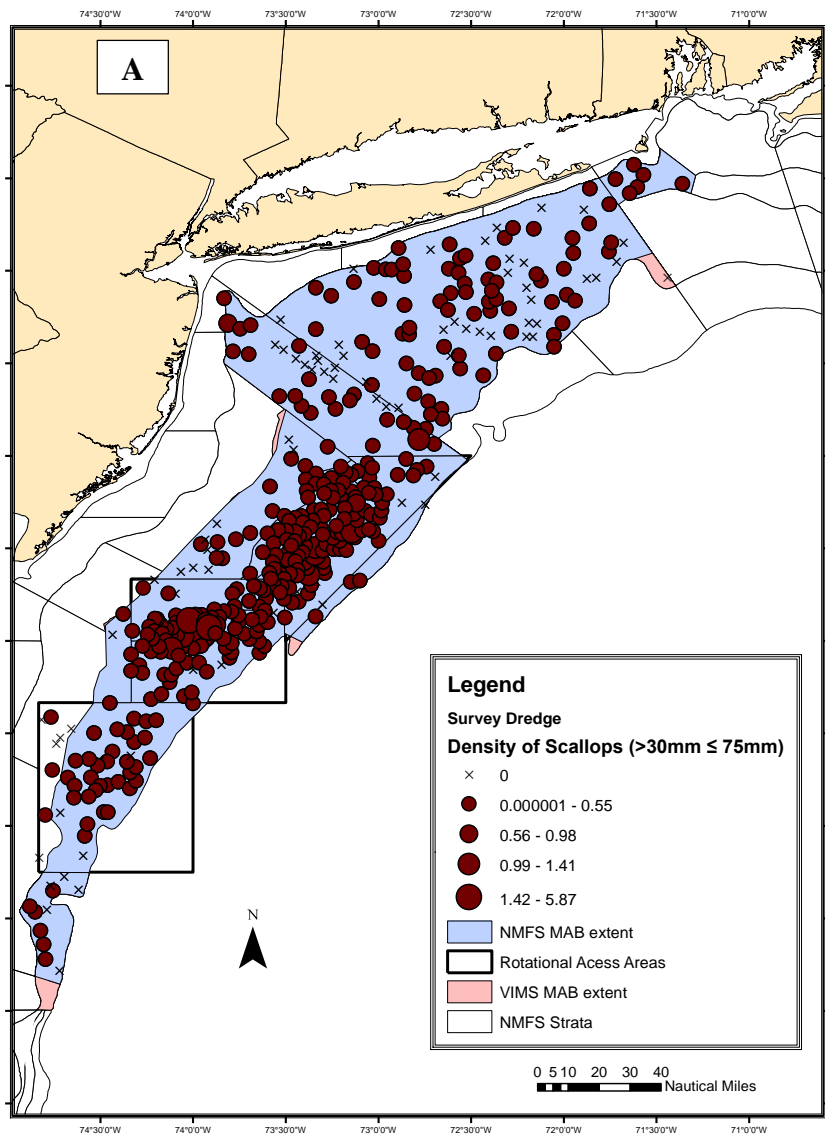 74°30'0"W 74°0'0"W 73°30'0"W 73°0'0"W 72°30'0"W 72°0'0"W 71°30'0"W 71°0'0"W
A
Legend
Survey Dredge
Density of Scallops (>30mm ≤ 75mm)
0
0.000001 - 0.55
0.56 - 0.98
0.99 - 1.41
1.42 - 5.87
NMFS MAB extent
Rotational Acess Areas
VIMS MAB extent
NMFS Strata
N
0 5 10 20 30 40
Nautical Miles
74°30'0"W 74°0'0"W 73°30'0"W 73°0'0"W 72°30'0"W 72°0'0"W 71°30'0"W 71°0'0"W